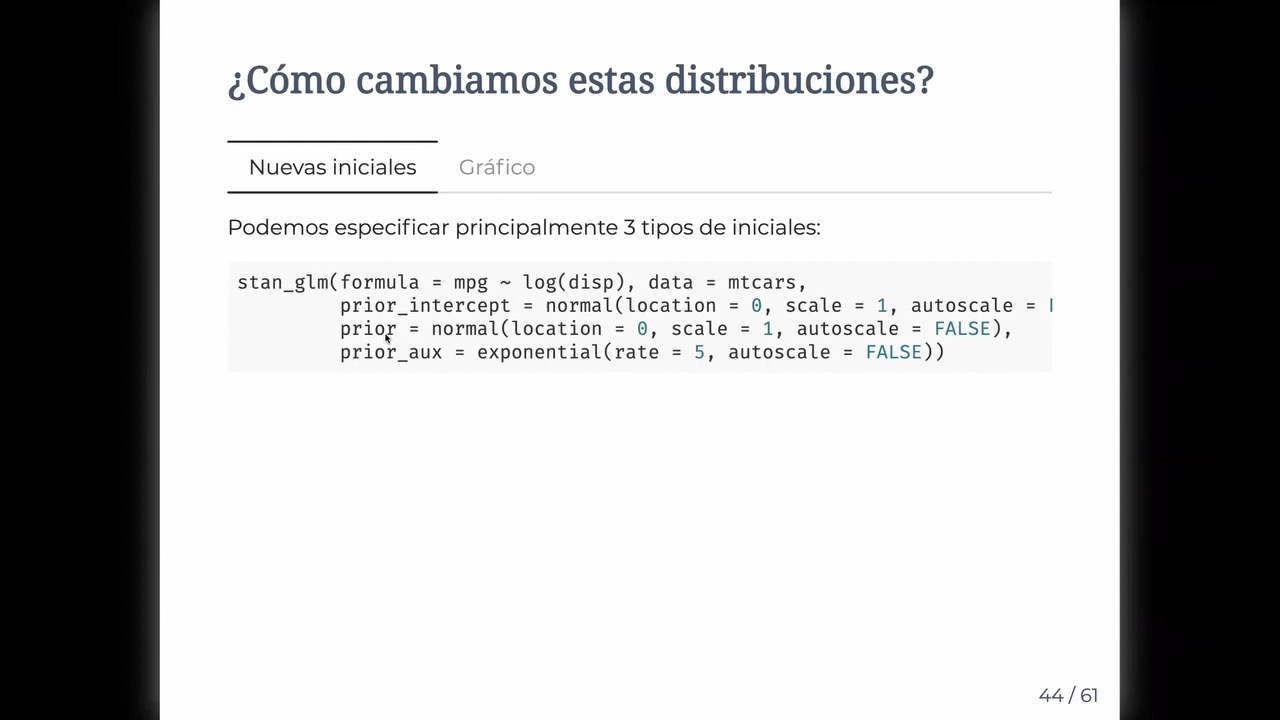 ¿Cómo cambiamos estas distribuciones?
Nuevas iniciales Gráfico
Podemos especificar principalmente 3 tipos de iniciales:
stan_glm(formula = mpg ~ log(disp), data = mtcars,
prior_intercept = normal(location = 0, scale = 1, autoscale =
prior = normal(location = 0, scale = 1, autoscale = FALSE),
prior_aux = exponential(rate = 5, autoscale = FALSE))
44 / 61